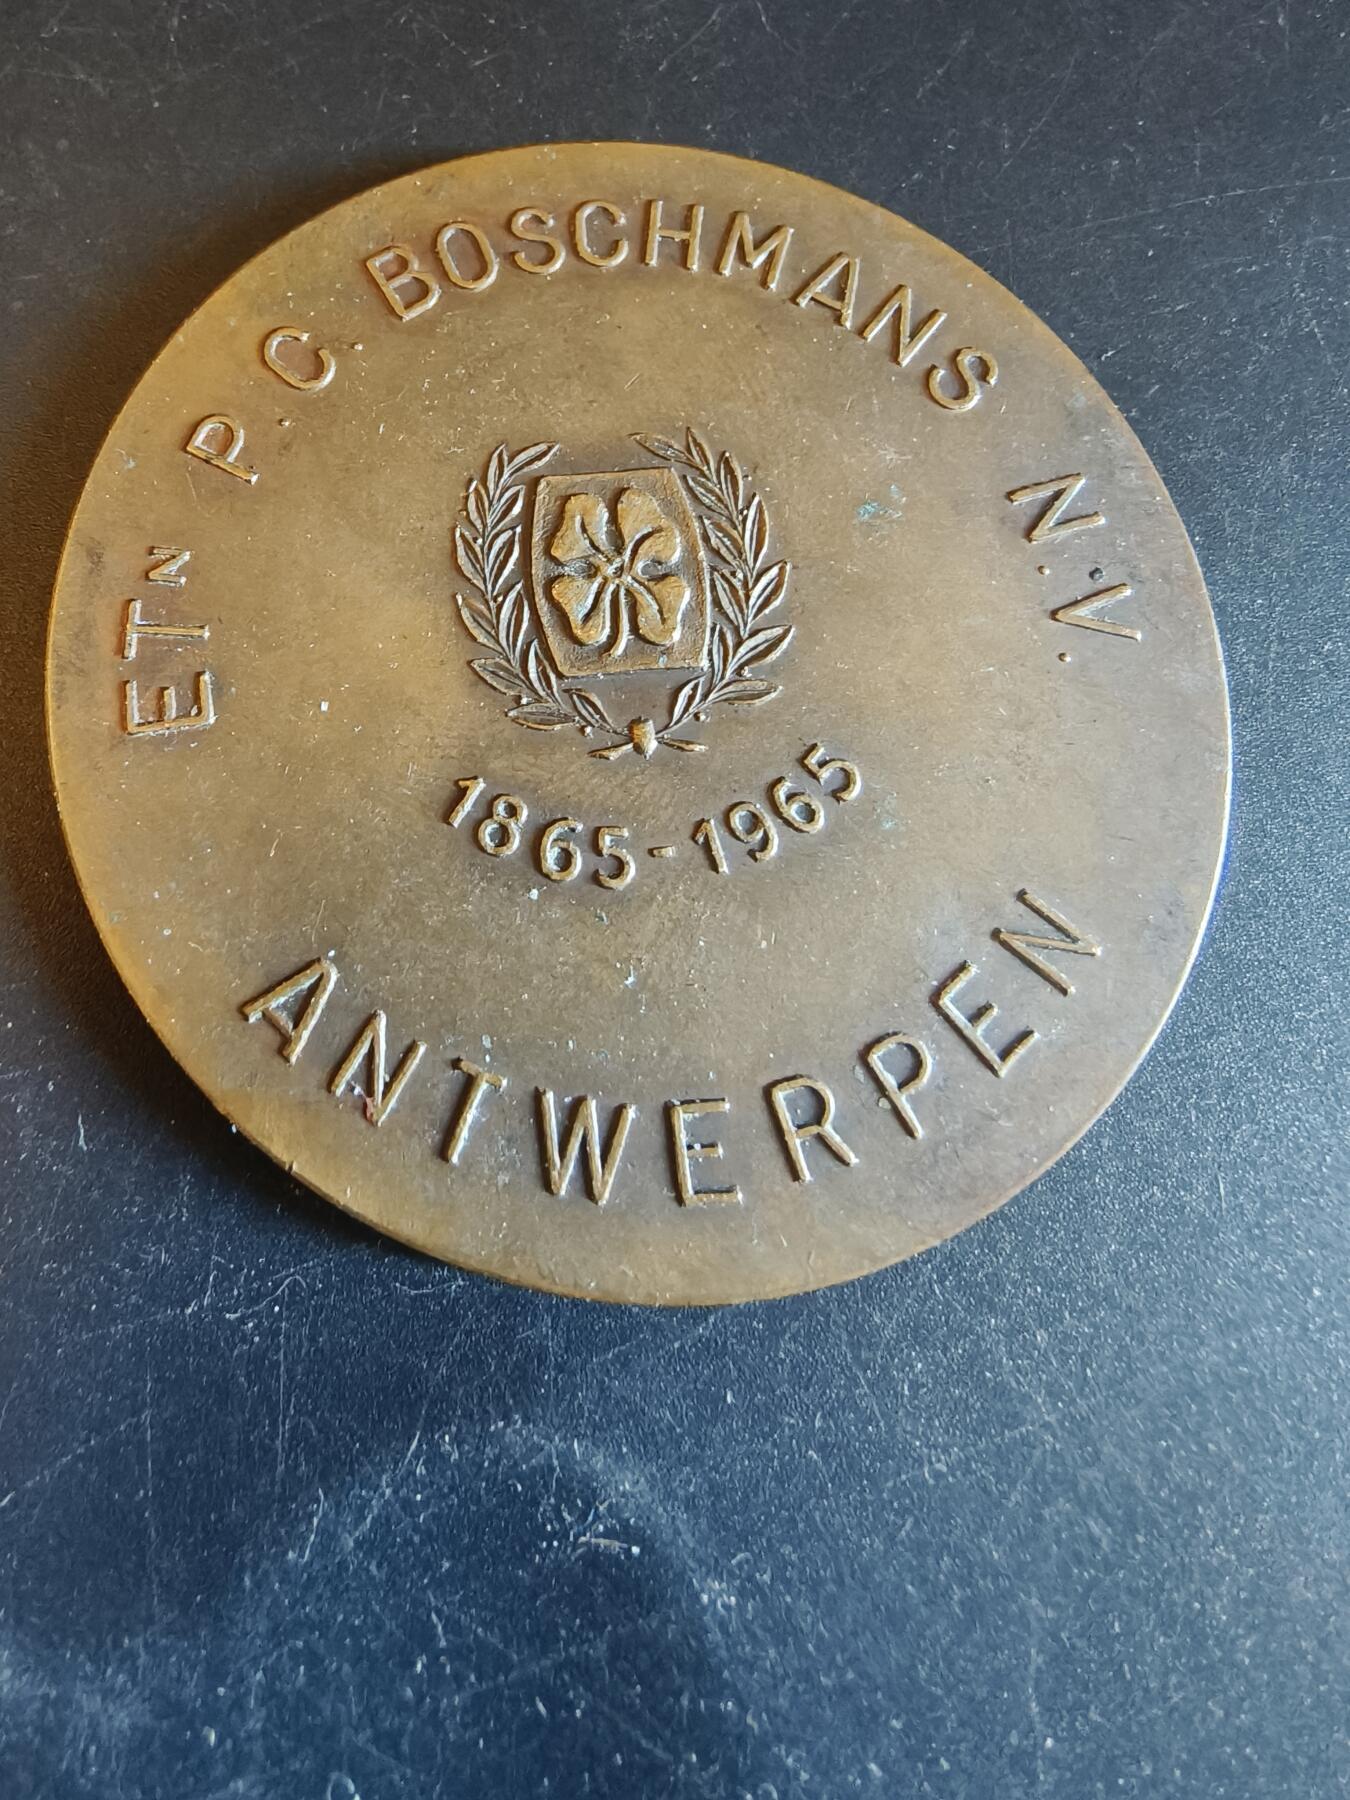 ETN P.C. BOSCHMANS N.V.
1865-1965
ANTWERPEN